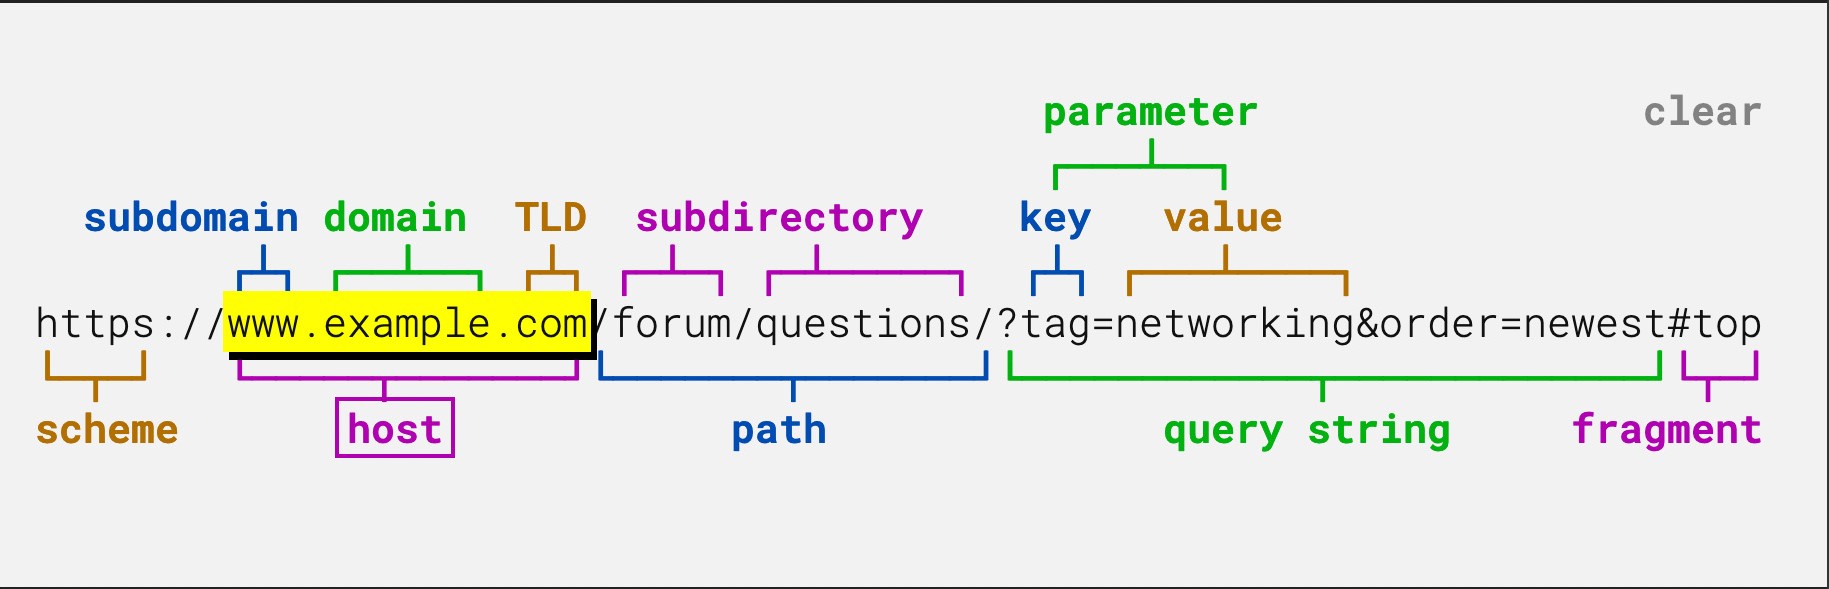 parameter clear
subdomain domain TLD subdirectory key value
https://www.example.com/forum/questions/?tag=networking&order=newest#top
scheme host path query string fragment